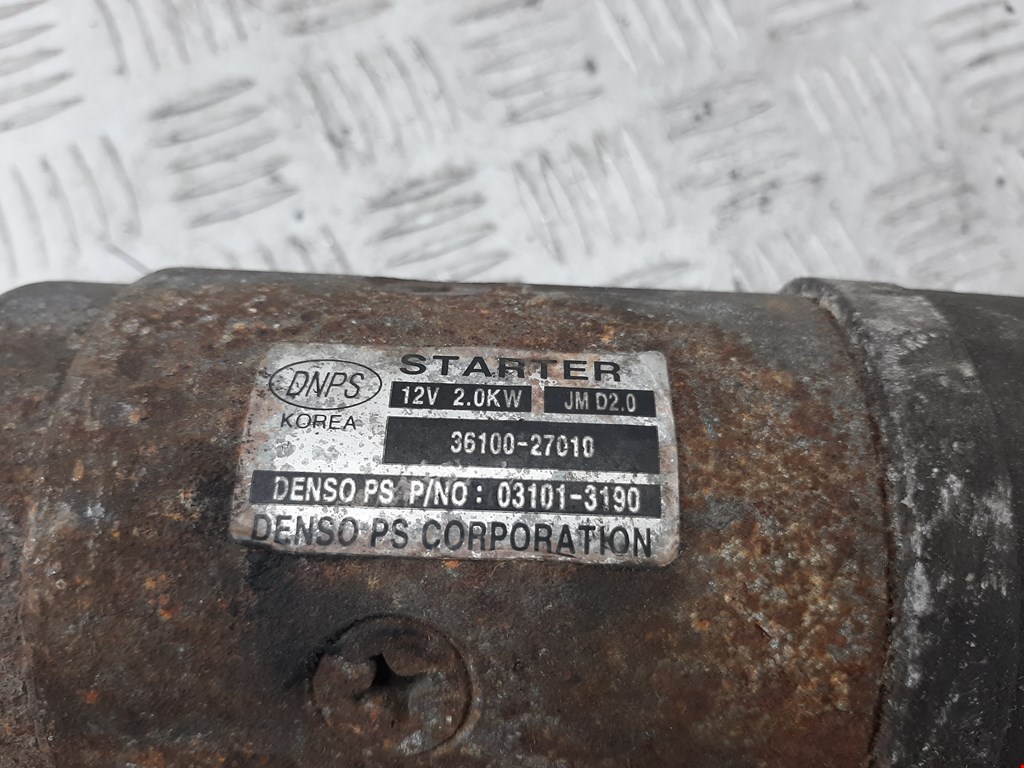 STARTER
DNPS
KOREA
12V 2.0KW JM D2.0
36100-27010
DENSO PS P/NO: 03101-3190
DENSO PS CORPORATION